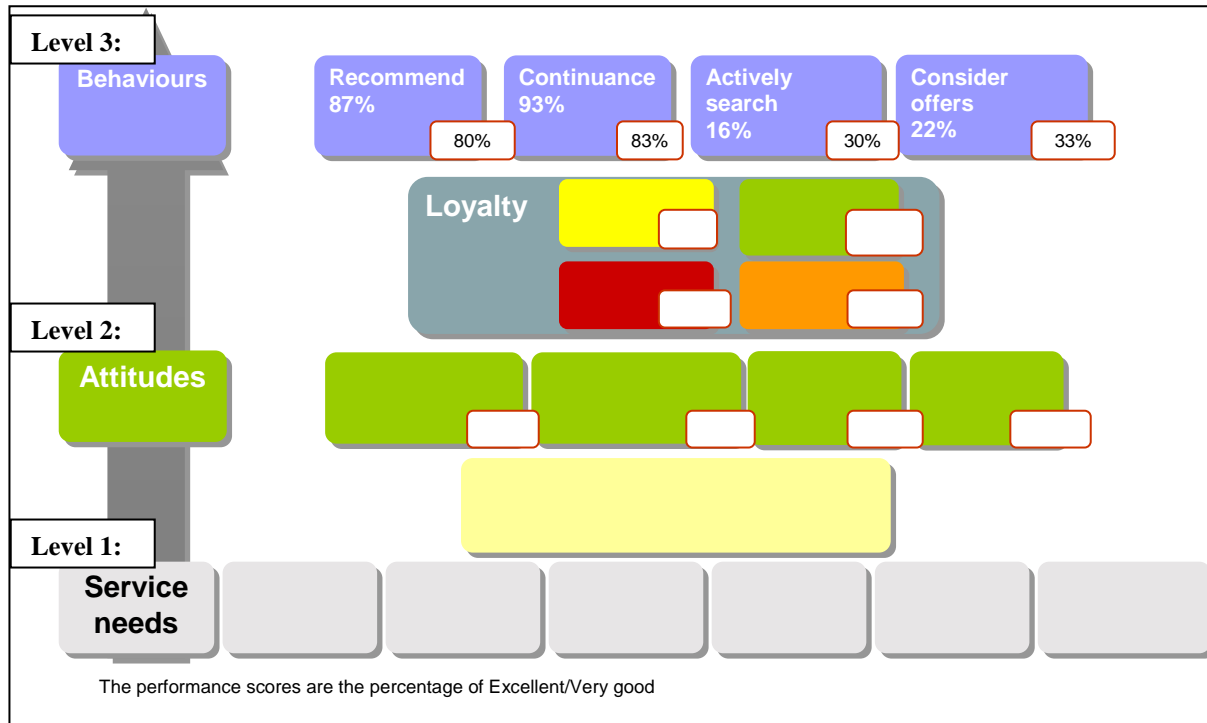 Level 3:
Behaviours
Recommend
87%
80%
Continuance
93%
83%
Actively
search
16%
30%
Consider
offers
22%
33%
Loyalty
Level 2:
Attitudes
Level 1:
Service
needs
The performance scores are the percentage of Excellent/Very good